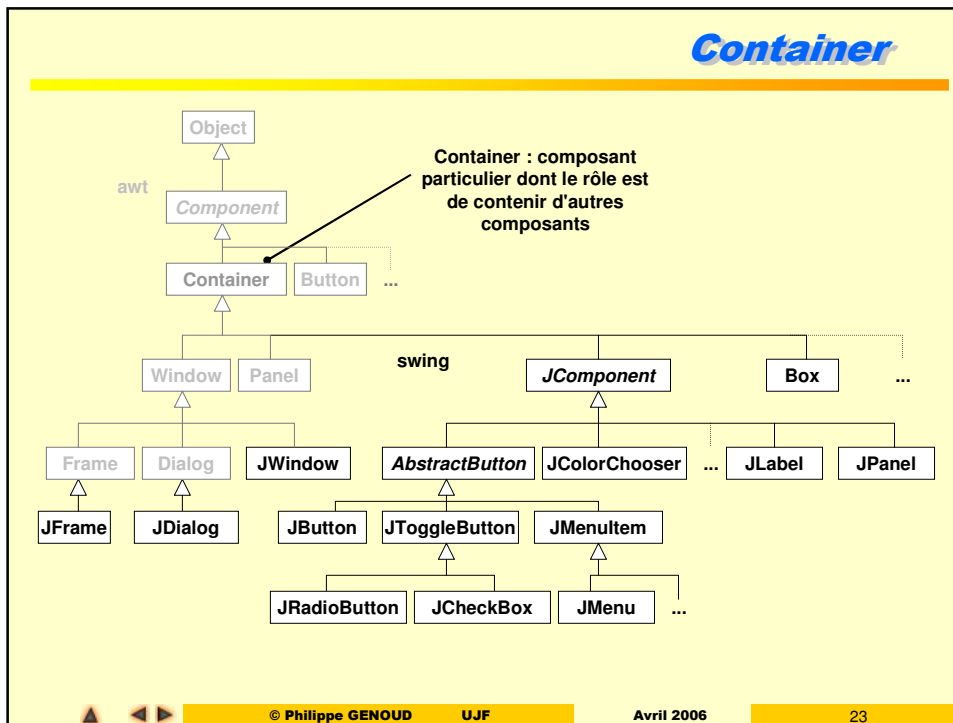 Container
Object
Container : composant
particulier dont le rôle est
de contenir d'autres
composants
awt
Component
Container
Button
...
swing
Window
Panel
JComponent
Box
...
Frame
Dialog
JWindow
AbstractButton
JColorChooser
...
JLabel
JPanel
JFrame
JDialog
JButton
JToggleButton
JMenuItem
JRadioButton
JCheckBox
JMenu
...
© Philippe GENOUD UJF Avril 2006 23